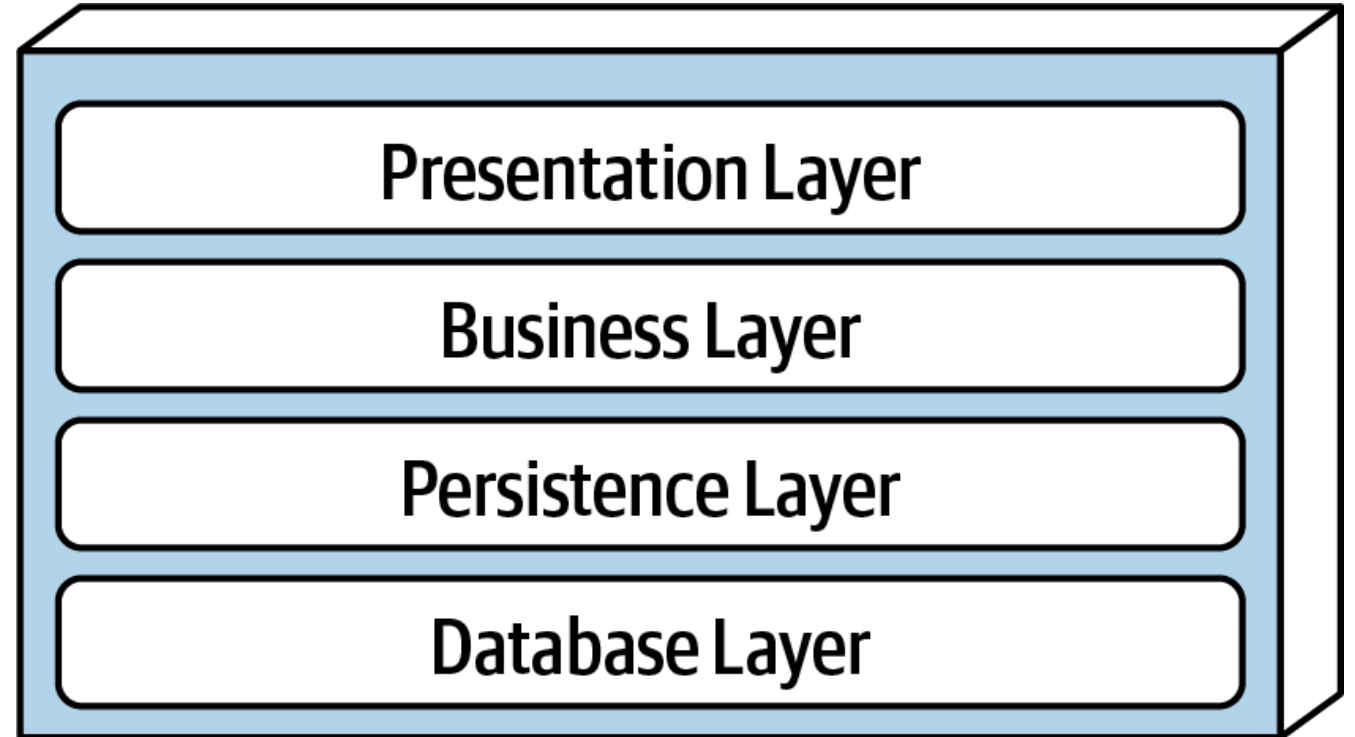 Presentation Layer
Business Layer
Persistence Layer
Database Layer